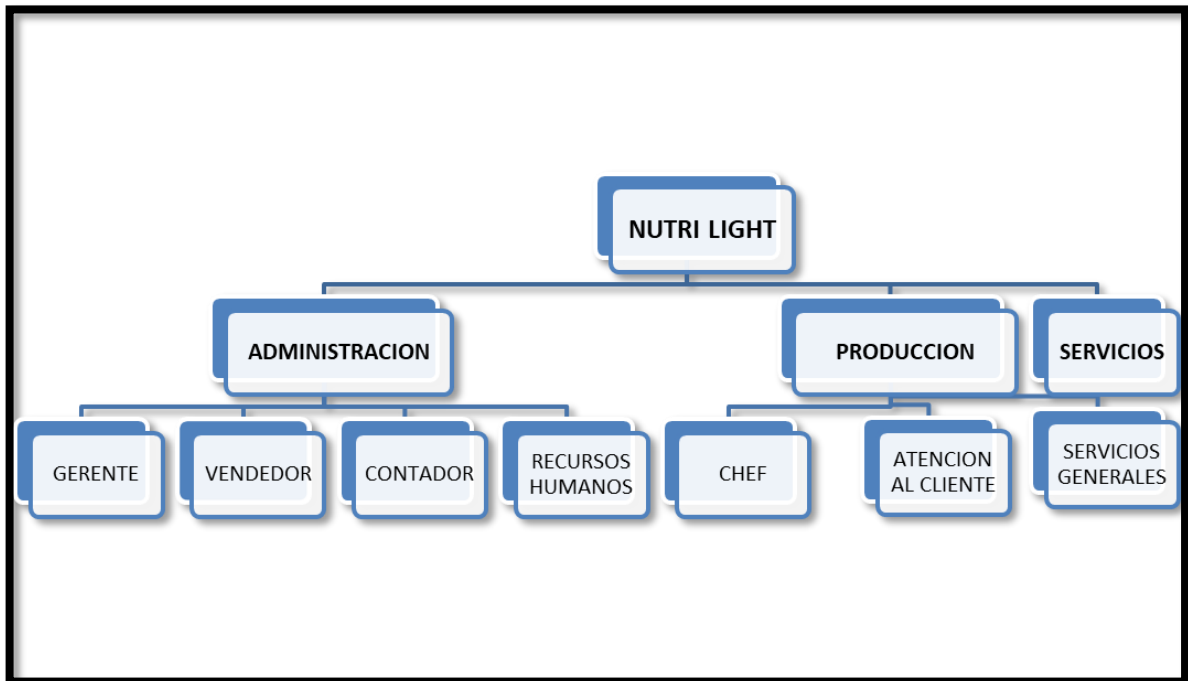 NUTRI LIGHT
ADMINISTRACION
PRODUCCION
SERVICIOS
GERENTE
VENDEDOR
CONTADOR
RECURSOS
HUMANOS
CHEF
ATENCION
AL CLIENTE
SERVICIOS
GENERALES